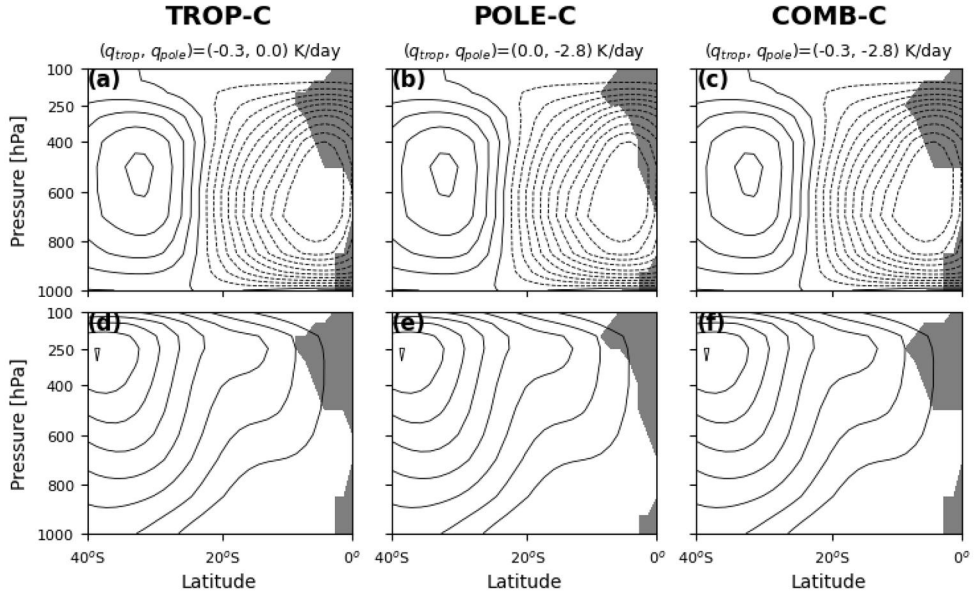 TROP-C POLE-C COMB-C
(q_trop, q_pole)=(-0.3, 0.0) K/day (q_trop, q_pole)=(0.0, -2.8) K/day (q_trop, q_pole)=(-0.3, -2.8) K/day
(a) (b) (c)
Pressure [hPa]
100
250
400
600
800
1000
(d) (e) (f)
Pressure [hPa]
100
250
400
600
800
1000
40°S 20°S 0° 40°S 20°S 0° 40°S 20°S 0°
Latitude Latitude Latitude